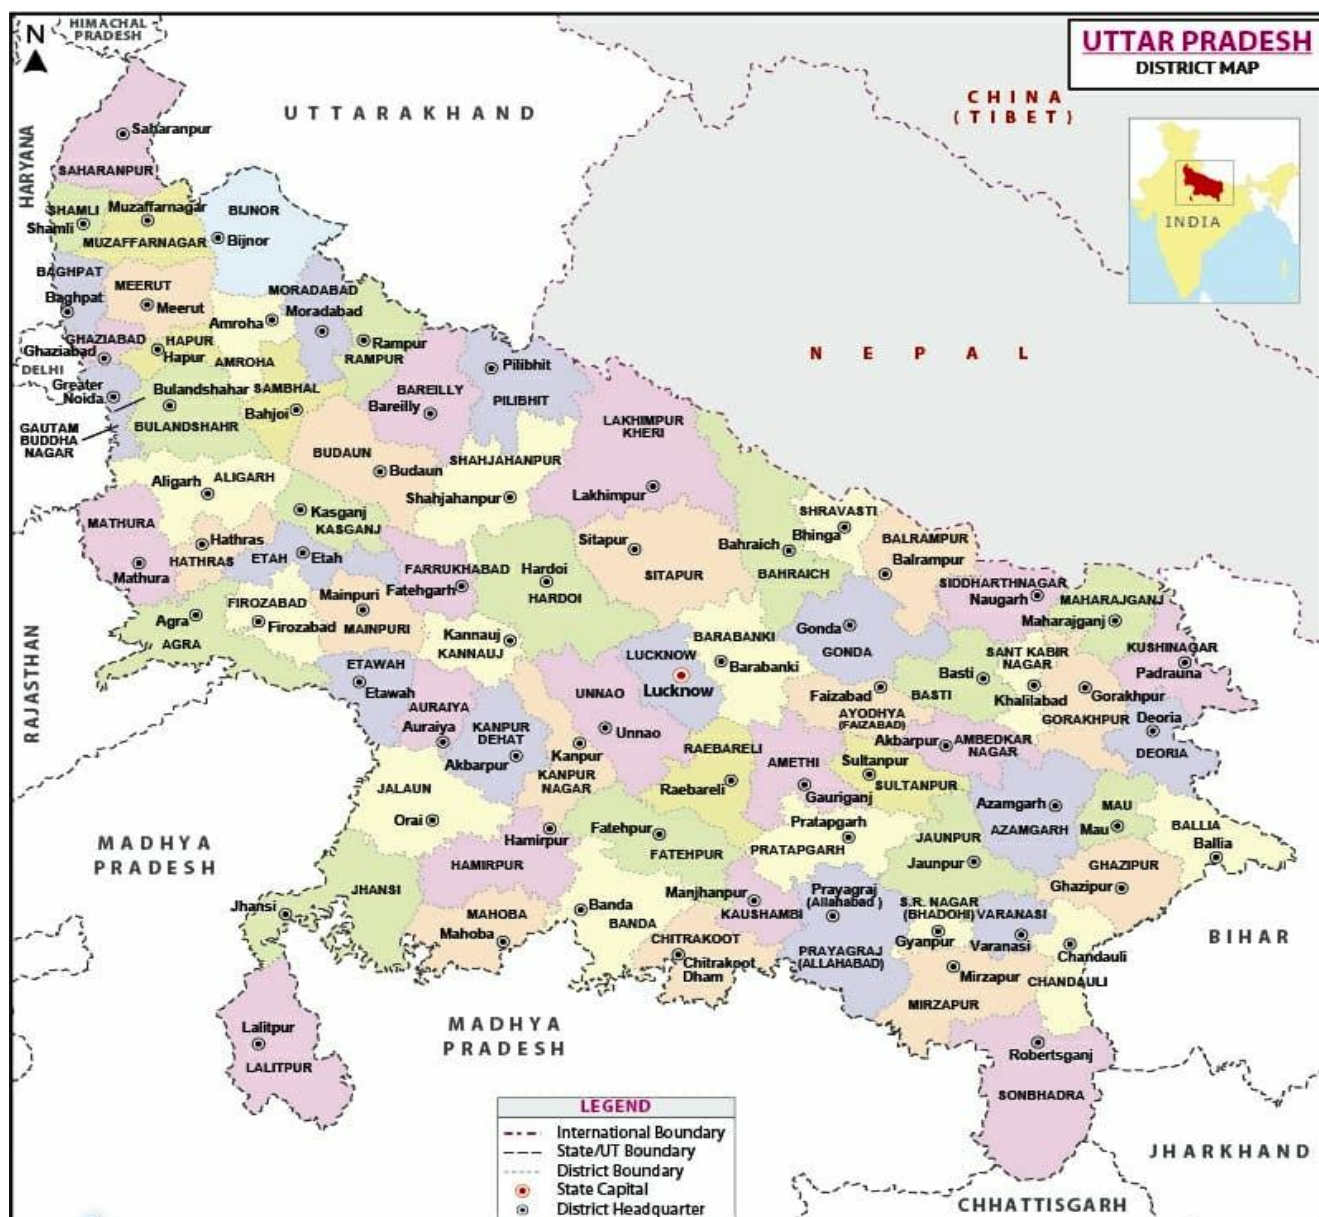 HIMACHAL
PRADESH
N
UTTAR PRADESH
DISTRICT MAP
UTTARAKHAND
CHINA
(TIBET)
HARYANA
INDIA
Saharanpur
SAHARANPUR
SHAMLI
Shamli
Muzaffarnagar
MUZAFFARNAGAR
BIJNOR
Bijnor
BAGHPAT
Baghpat
MEERUT
Meerut
MORADABAD
Moradabad
Amroha
AMROHA
GHAZIABAD
Ghaziabad
HAPUR
Hapur
DELHI
Rampur
RAMPUR
NEPAL
Greater
Noida
GAUTAM
BUDDHA
NAGAR
Bulandshahar
BULANDSHAHR
SAMBHAL
Bahjoi
BAREILLY
Bareilly
Pilibhit
PILIBHIT
LAKHIMPUR
KHERI
Lakhimpur
BUDAUN
Budaun
SHAHJAHANPUR
Shahjahanpur
Aligarh
ALIGARH
Kasganj
KASGANJ
MATHURA
Mathura
Hathras
HATHRAS
ETAH
Etah
FARRUKHABAD
Fatehgarh
Hardoi
HARDOI
Sitapur
SITAPUR
Bahraich
BAHRAICH
SHRAVASTI
Bhinga
BALRAMPUR
Balrampur
SIDDHARTHNAGAR
Naugarh
MAHARAJGANJ
Maharajganj
RAJASTHAN
Agra
AGRA
FIROZABAD
Firozabad
Mainpuri
MAINPURI
Kannauj
KANNAUJ
LUCKNOW
Lucknow
BARABANKI
Barabanki
Gonda
GONDA
Basti
BASTI
SANT KABIR
NAGAR
Khalilabad
Gorakhpur
GORAKHPUR
KUSHINAGAR
Padrauna
Deoria
DEORIA
ETAWAH
Etawah
AURAIYA
Auraiya
KANPUR
DEHAT
Akbarpur
Kanpur
KANPUR
NAGAR
UNNAO
Unnao
RAEBARELI
Raebareli
Faizabad
AYODHYA
(FAIZABAD)
Akbarpur
AMBEDKAR
NAGAR
AMETHI
Gauriganj
Sultanpur
SULTANPUR
Azamgarh
AZAMGARH
MAU
Mau
BALLIA
Ballia
JALAUN
Orai
Hamirpur
HAMIRPUR
Fatehpur
FATEHPUR
Pratapgarh
PRATAPGARH
JAUNPUR
Jaunpur
GHAZIPUR
Ghazipur
MADHYA
PRADESH
JHANSI
Jhansi
MAHOBA
Mahoba
Banda
BANDA
Manjhanpur
KAUSHAMBI
Prayagraj
(Allahabad )
PRAYAGRAJ
(ALLAHABAD)
S.R. NAGAR
(BHADOHI)
Gyanpur
VARANASI
Varanasi
Chandauli
CHANDAULI
BIHAR
CHITRAKOOT
Chitrakoot
Dham
Mirzapur
MIRZAPUR
Lalitpur
LALITPUR
MADHYA
PRADESH
Robertsganj
SONBHADRA
JHARKHAND
CHHATTISGARH
LEGEND
International Boundary
State/UT Boundary
District Boundary
State Capital
District Headquarter